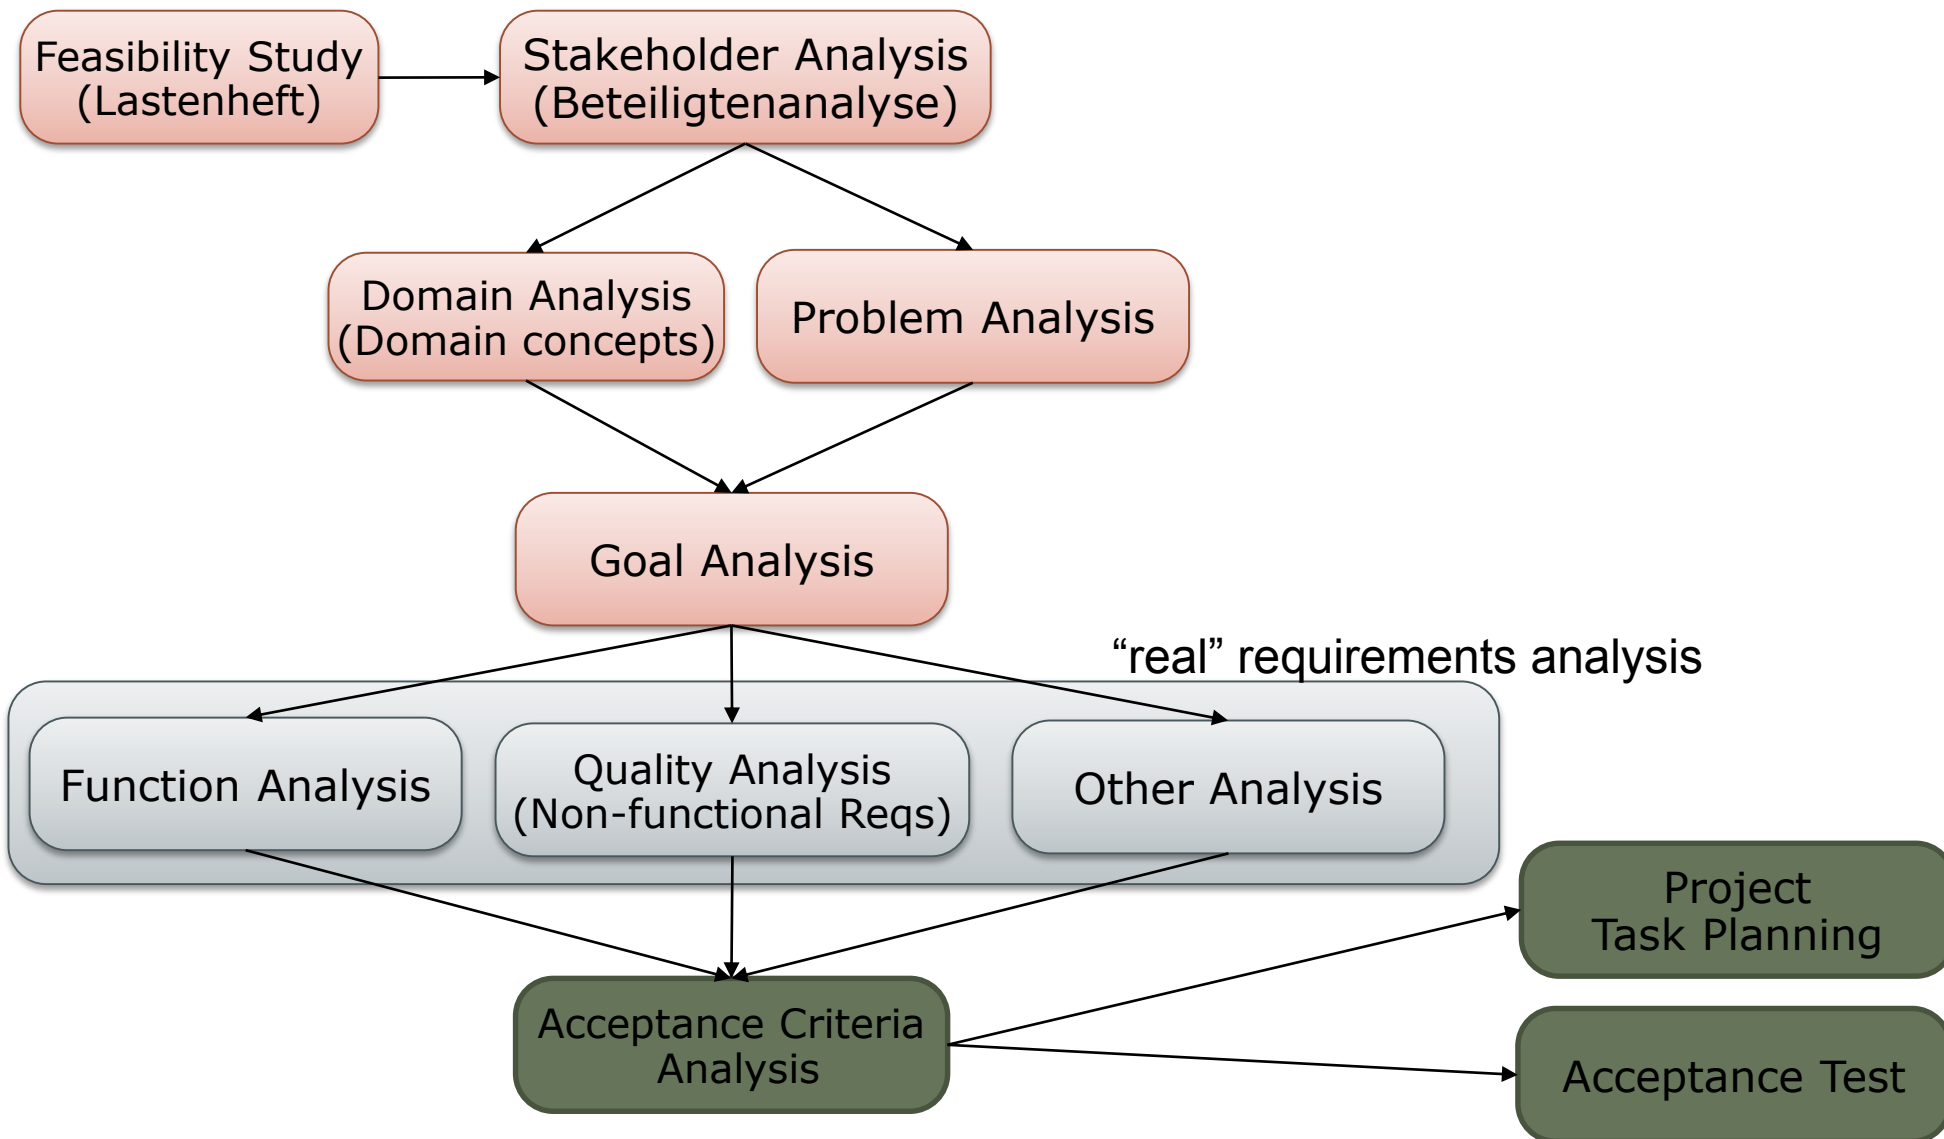 Feasibility Study
(Lastenheft)
Stakeholder Analysis
(Beteiligtenanalyse)
Domain Analysis
(Domain concepts)
Problem Analysis
Goal Analysis
“real” requirements analysis
Function Analysis
Quality Analysis
(Non-functional Reqs)
Other Analysis
Project
Task Planning
Acceptance Criteria
Analysis
Acceptance Test